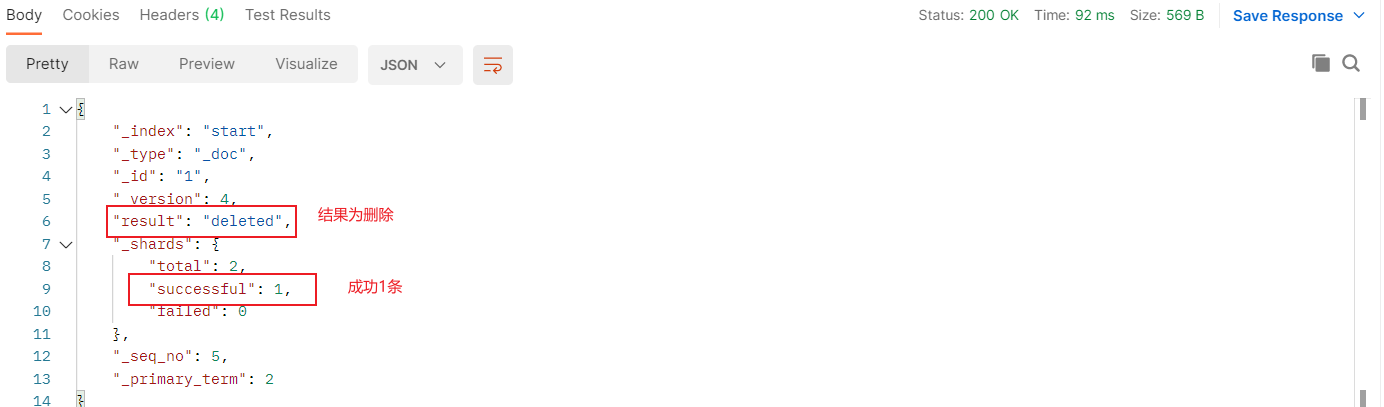 Body Cookies Headers (4) Test Results Status: 200 OK Time: 92 ms Size: 569 B Save Response
Pretty Raw Preview Visualize JSON
1 {
2 "_index": "start",
3 "_type": "_doc",
4 "_id": "1",
5 "_version": 4,
6 "result": "deleted", 结果为删除
7 "_shards": {
8 "total": 2,
9 "successful": 1, 成功1条
10 "failed": 0
11 },
12 "_seq_no": 5,
13 "_primary_term": 2
14 }